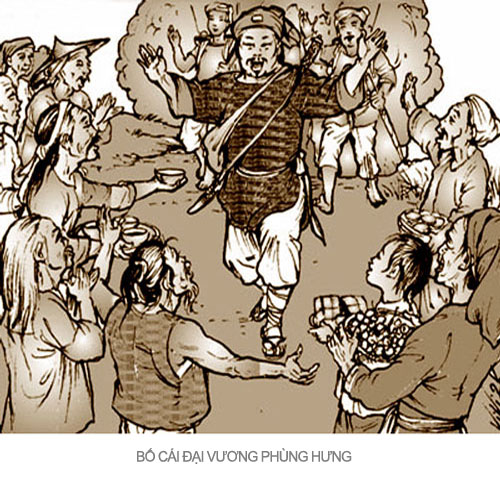 BỐ CÁI ĐẠI VƯƠNG PHÙNG HƯNG